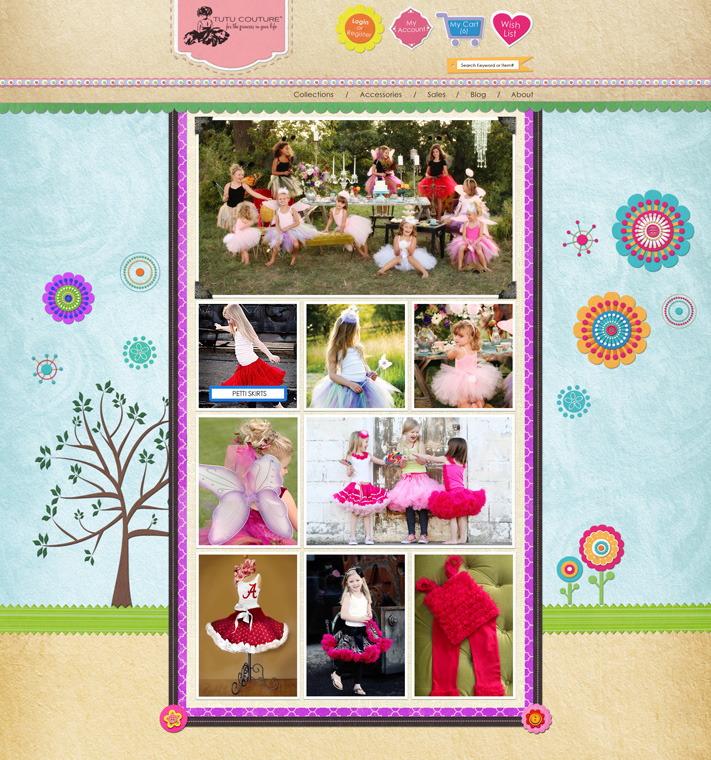 TUTU COUTURE®
for the princess in your life
Login
or
Register
My
Account
My Cart
(6)
Wish
List
Search Keyword or Item#
Collections / Accessories / Sales / Blog / About
PETTI SKIRTS
A